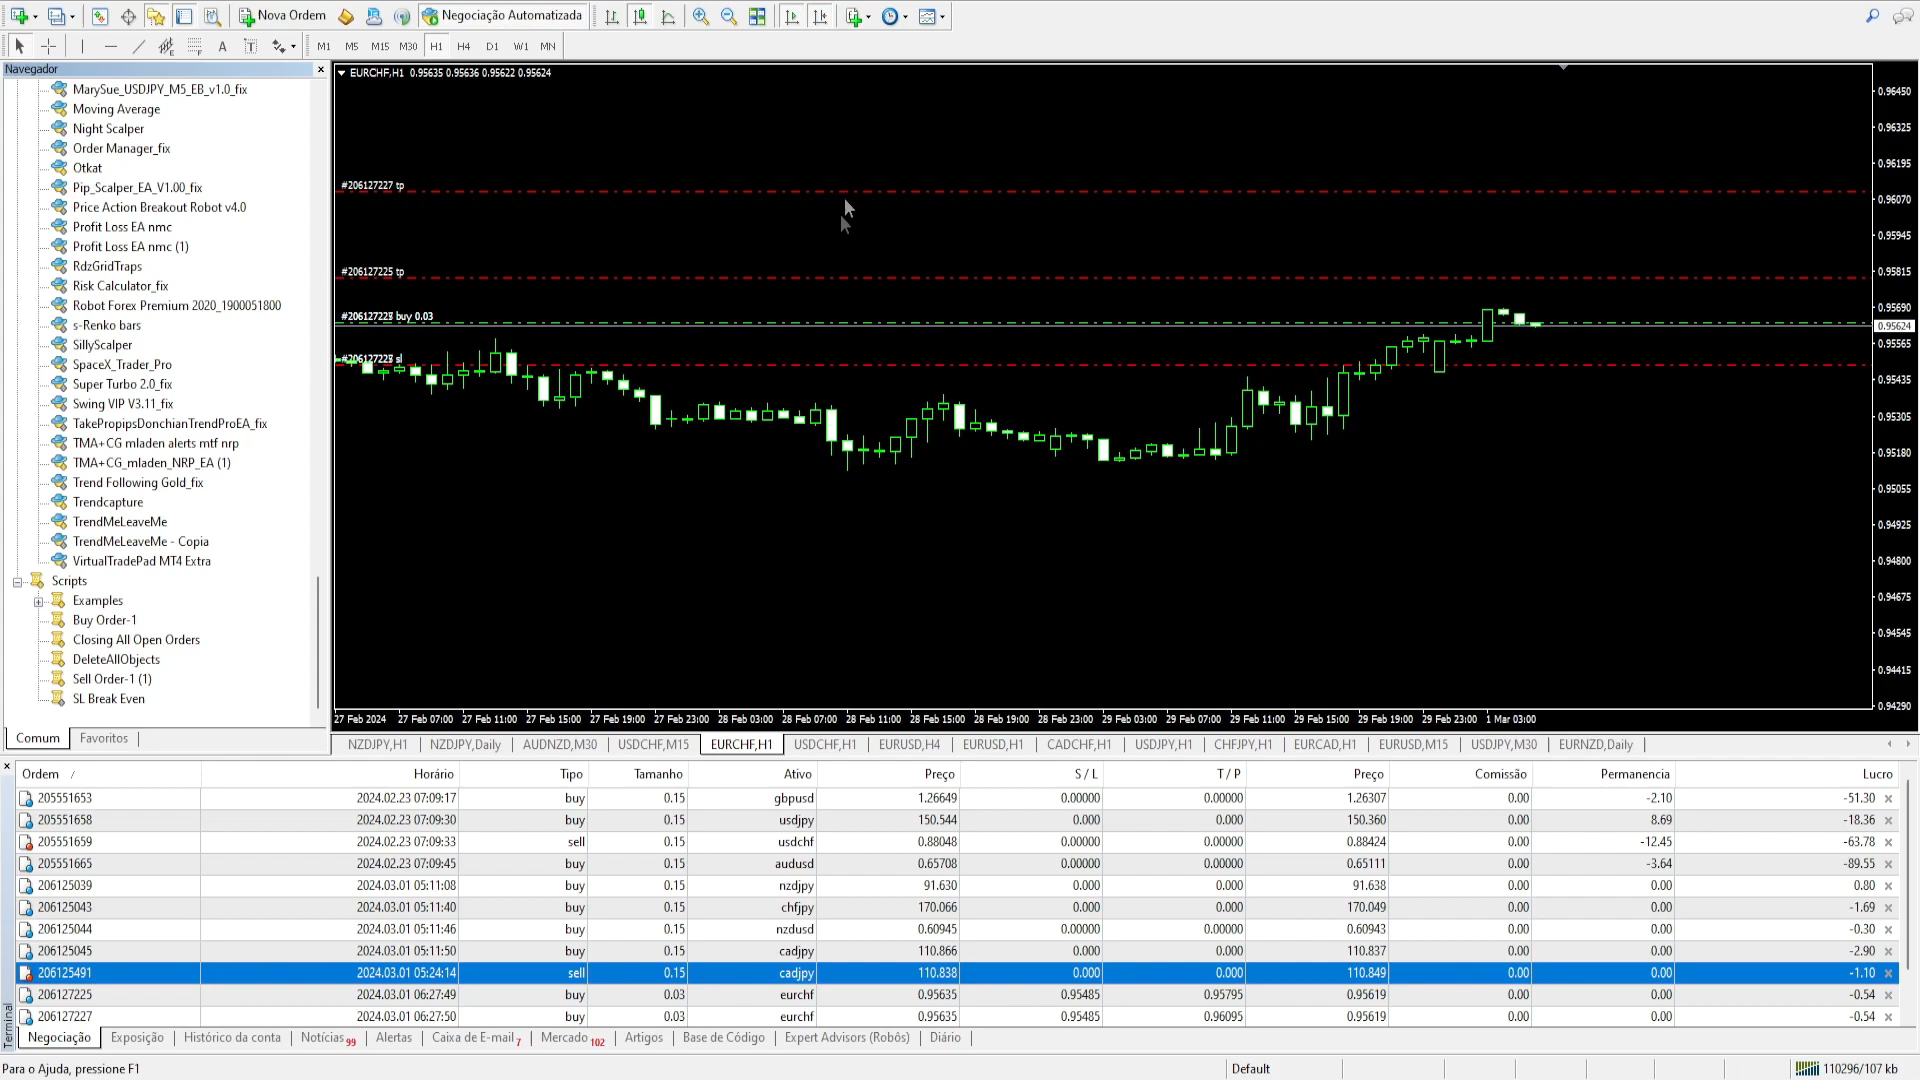 Nova Ordem
Negociação Automatizada
A T
M1 M5 M15 M30 H1 H4 D1 W1 MN
Navegador
MarySue_USDJPY_M5_EB_v1.0_fix
Moving Average
Night Scalper
Order Manager_fix
Otkat
Pip_Scalper_EA_V1.00_fix
Price Action Breakout Robot v4.0
Profit Loss EA nmc
Profit Loss EA nmc (1)
RdzGridTraps
Risk Calculator_fix
Robot Forex Premium 2020_1900051800
s-Renko bars
SillyScalper
SpaceX_Trader_Pro
Super Turbo 2.0_fix
Swing VIP V3.11_fix
TakePropipsDonchianTrendProEA_fix
TMA+CG mladen alerts mtf nrp
TMA+CG_mladen_NRP_EA (1)
Trend Following Gold_fix
Trendcapture
TrendMeLeaveMe
TrendMeLeaveMe - Copia
VirtualTradePad MT4 Extra
Scripts
Examples
Buy Order-1
Closing All Open Orders
DeleteAllObjects
Sell Order-1 (1)
SL Break Even
Comum Favoritos
EURCHF,H1 0.95635 0.95636 0.95622 0.95624
#206127227 tp
#206127225 tp
buy 0.03
sl
0.96450
0.96325
0.96195
0.96070
0.95945
0.95815
0.95690
0.95624
0.95565
0.95435
0.95305
0.95180
0.95055
0.94925
0.94800
0.94675
0.94545
0.94415
0.94290
27 Feb 2024 27 Feb 07:00 27 Feb 11:00 27 Feb 15:00 27 Feb 19:00 27 Feb 23:00 28 Feb 03:00 28 Feb 07:00 28 Feb 11:00 28 Feb 15:00 28 Feb 19:00 28 Feb 23:00 29 Feb 03:00 29 Feb 07:00 29 Feb 11:00 29 Feb 15:00 29 Feb 19:00 29 Feb 23:00 1 Mar 03:00
NZDJPY,H1 NZDJPY,Daily AUDNZD,M30 USDCHF,M15 EURCHF,H1 USDCHF,H1 EURUSD,H4 EURUSD,H1 CADCHF,H1 USDJPY,H1 CHFJPY,H1 EURCAD,H1 EURUSD,M15 USDJPY,M30 EURNZD,Daily
Ordem / Horário Tipo Tamanho Ativo Preço S / L T / P Preço Comissão Permanencia Lucro
205551653 2024.02.23 07:09:17 buy 0.15 gbpusd 1.26649 0.00000 0.00000 1.26307 0.00 -2.10 -51.30
205551658 2024.02.23 07:09:30 buy 0.15 usdjpy 150.544 0.000 0.000 150.360 0.00 8.69 -18.36
205551659 2024.02.23 07:09:33 sell 0.15 usdchf 0.88048 0.00000 0.00000 0.88424 0.00 -12.45 -63.78
205551665 2024.02.23 07:09:45 buy 0.15 audusd 0.65708 0.00000 0.00000 0.65111 0.00 -3.64 -89.55
206125039 2024.03.01 05:11:08 buy 0.15 nzdjpy 91.630 0.000 0.000 91.638 0.00 0.00 0.80
206125043 2024.03.01 05:11:40 buy 0.15 chfjpy 170.066 0.000 0.000 170.049 0.00 0.00 -1.69
206125044 2024.03.01 05:11:46 buy 0.15 nzdusd 0.60945 0.00000 0.00000 0.60943 0.00 0.00 -0.30
206125045 2024.03.01 05:11:50 buy 0.15 cadjpy 110.866 0.000 0.000 110.837 0.00 0.00 -2.90
206125491 2024.03.01 05:24:14 sell 0.15 cadjpy 110.838 0.000 0.000 110.849 0.00 0.00 -1.10
206127225 2024.03.01 06:27:49 buy 0.03 eurchf 0.95635 0.95485 0.95795 0.95619 0.00 0.00 -0.54
206127227 2024.03.01 06:27:50 buy 0.03 eurchf 0.95635 0.95485 0.96095 0.95619 0.00 0.00 -0.54
Terminal
Negociação Exposição Histórico da conta Notícias 99 Alertas Caixa de E-mail 7 Mercado 102 Artigos Base de Código Expert Advisors (Robôs) Diário
Para o Ajuda, pressione F1 Default 110296/107 kb